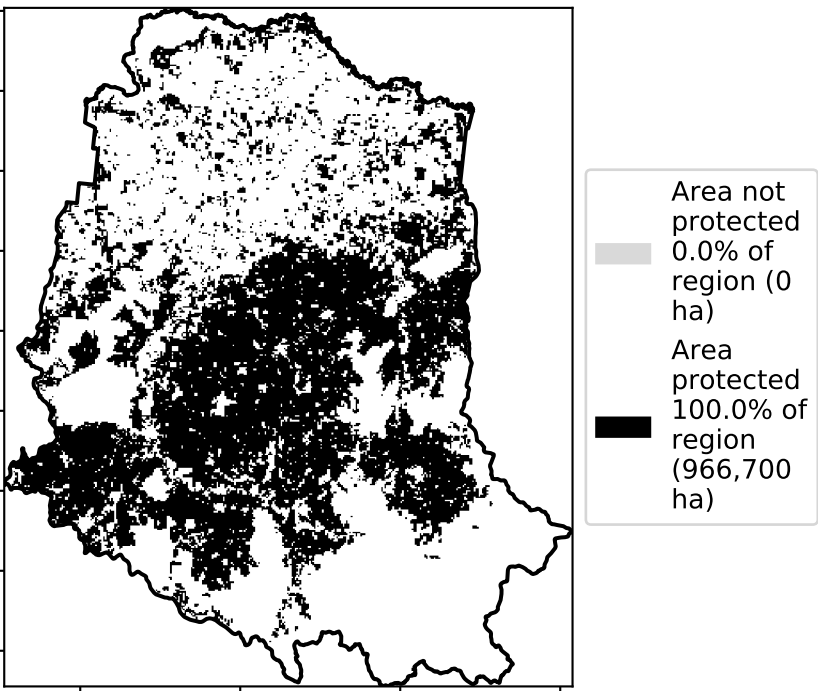 Area not
protected
0.0% of
region (0
ha)
Area
protected
100.0% of
region
(966,700
ha)